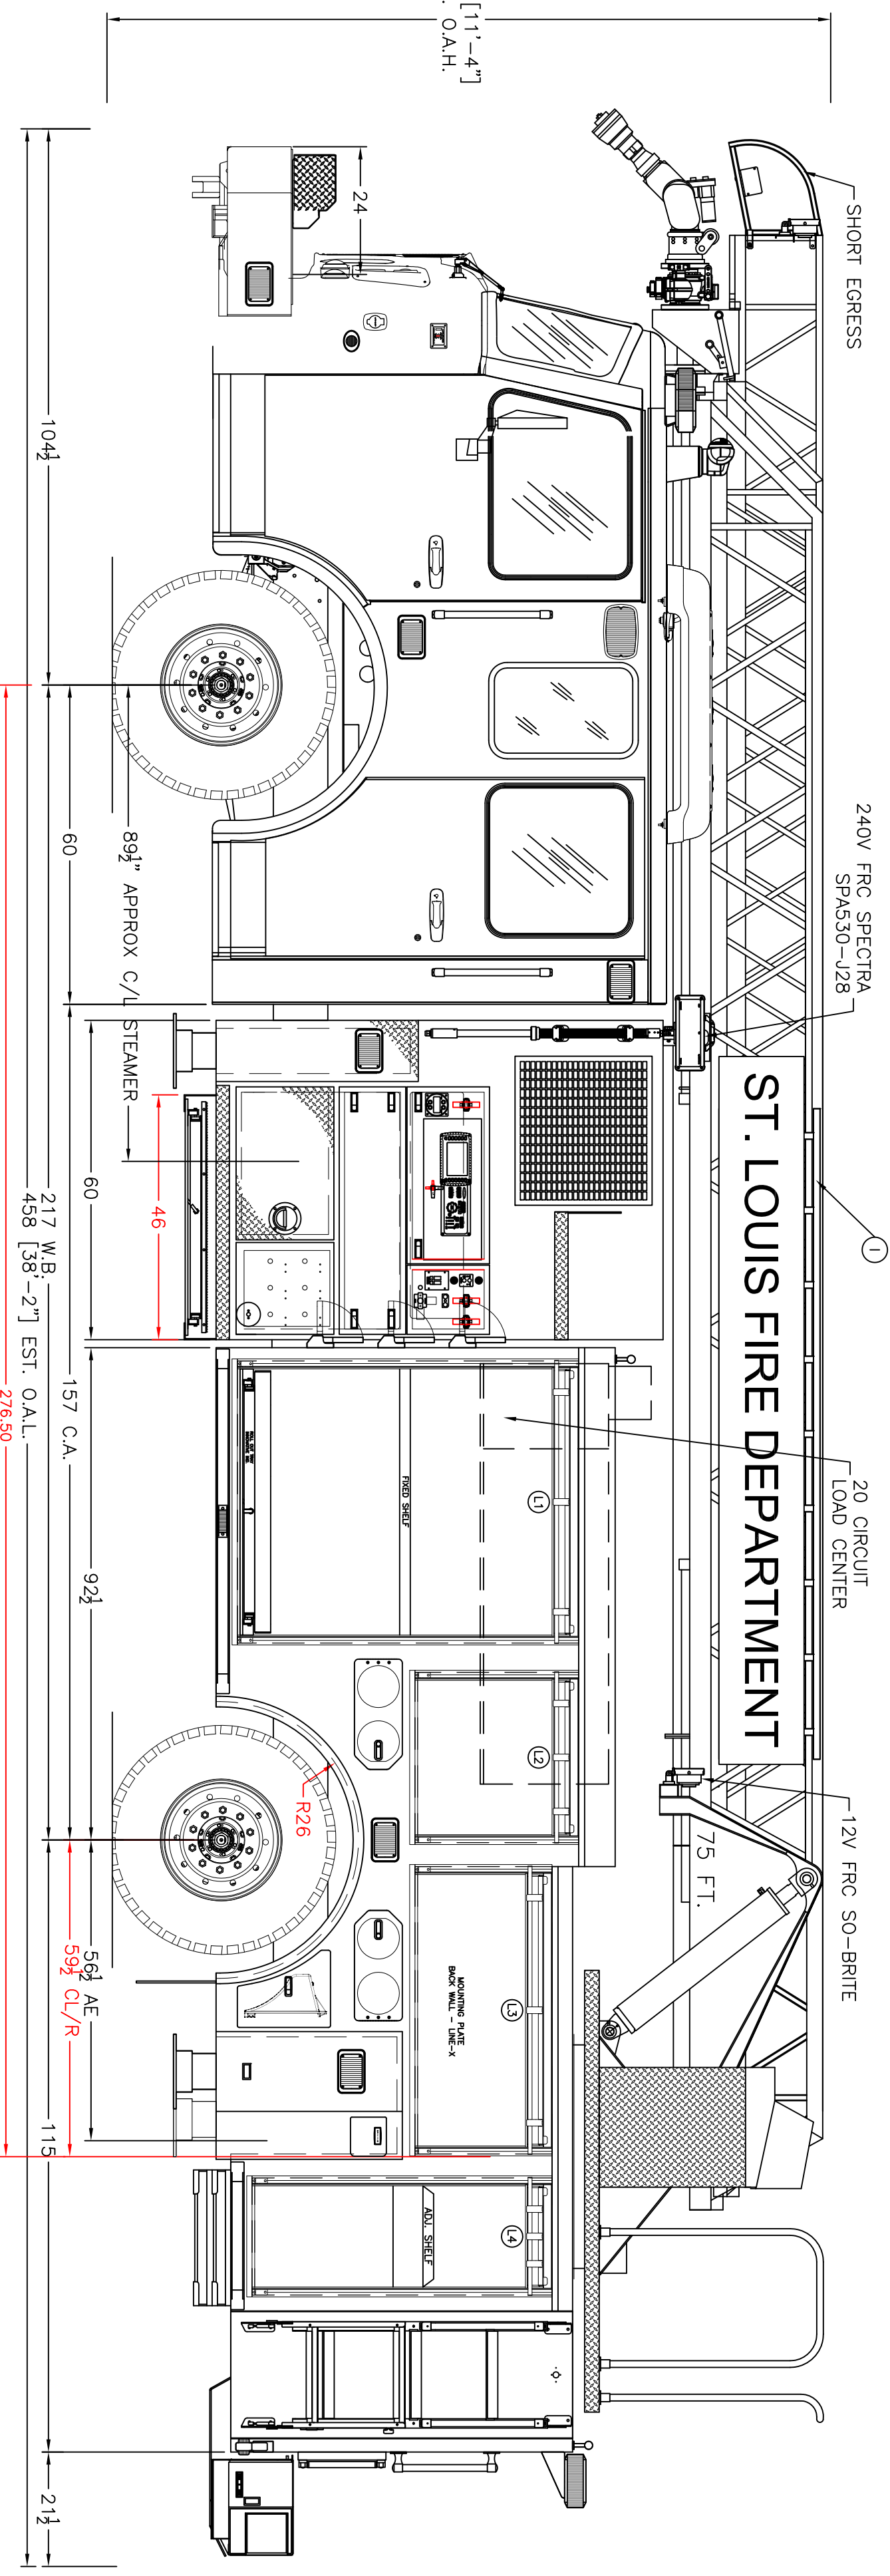 [11'-4"]
O.A.H.
SHORT EGRESS
24
240V FRC SPECTRA
SPA530-J28
ST. LOUIS FIRE DEPARTMENT
1
20 CIRCUIT
LOAD CENTER
12V FRC SO-BRITE
75 FT.
L1
L2
L3
L4
FIXED SHELF
MOUNTING PLATE
BACK WALL - LINE-X
ADJ. SHELF
R26
89½" APPROX C/L STEAMER
46
60
92½
56½ AE
59½ CL/R
60
157 C.A.
104½
217 W.B.
115
21½
458 [38'-2"] EST. O.A.L.
276.50